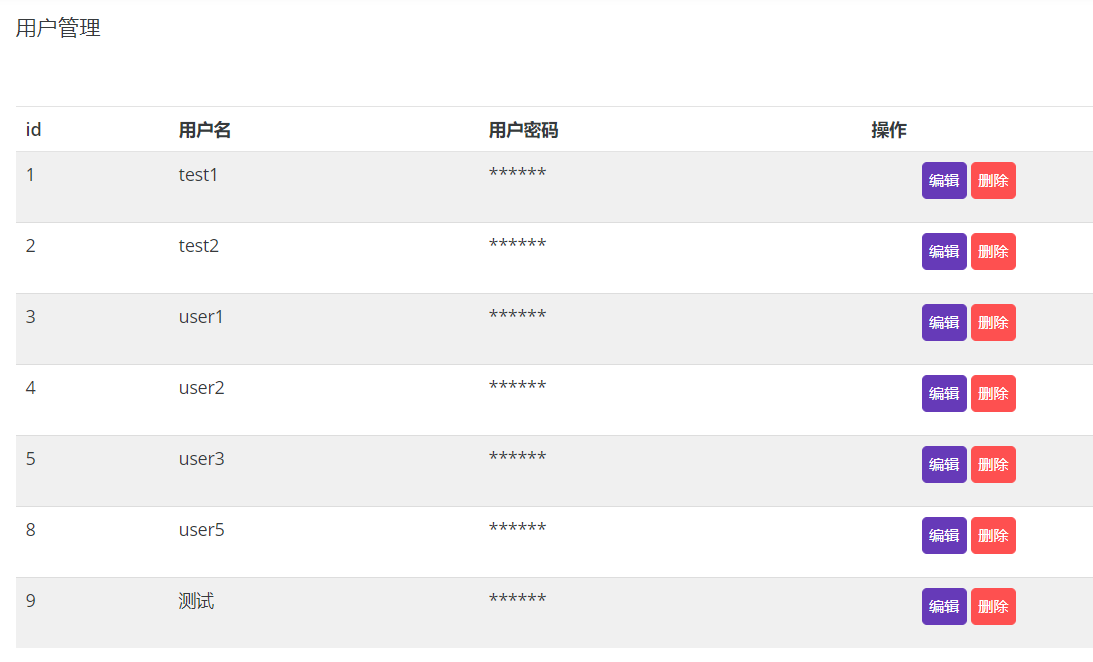 用户管理
id 用户名 用户密码 操作
1 test1 ****** 编辑 删除
2 test2 ****** 编辑 删除
3 user1 ****** 编辑 删除
4 user2 ****** 编辑 删除
5 user3 ****** 编辑 删除
8 user5 ****** 编辑 删除
9 测试 ****** 编辑 删除